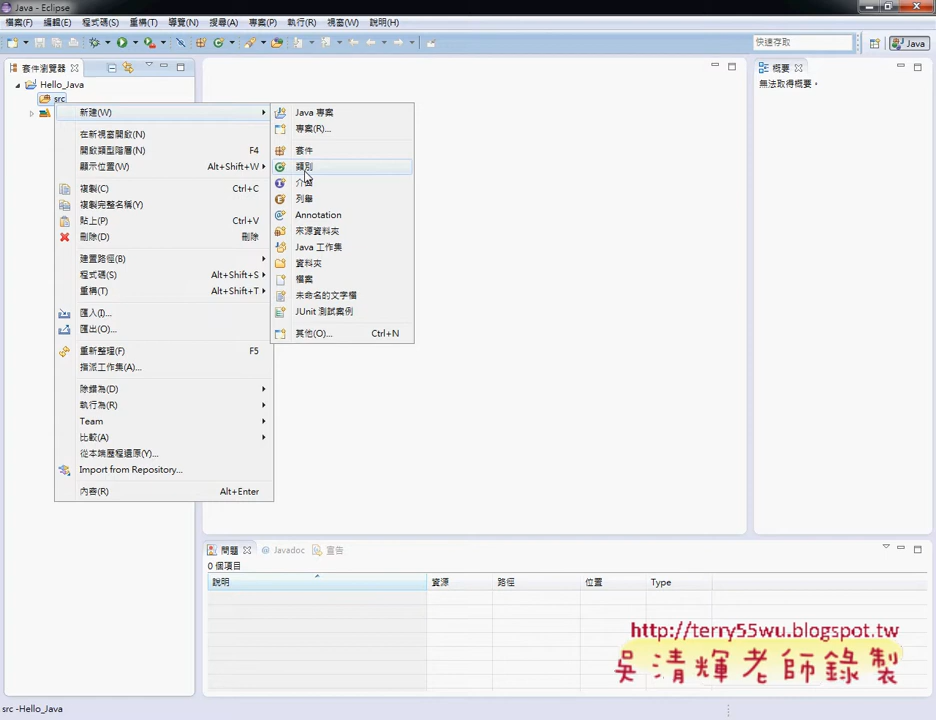 Java - Eclipse
檔案(F) 編輯(E) 程式碼(S) 重構(T) 導覽(N) 搜尋(A) 專案(P) 執行(R) 視窗(W) 說明(H)
快速存取
Java
套件瀏覽器
Hello_Java
src
新建(W)
在新視窗開啟(N)
開啟類型階層(N) F4
顯示位置(W) Alt+Shift+W
複製(C) Ctrl+C
複製完整名稱(Y)
貼上(P) Ctrl+V
刪除(D) 刪除
建置路徑(B)
程式碼(S) Alt+Shift+S
重構(T) Alt+Shift+T
匯入(I)...
匯出(O)...
重新整理(F) F5
指派工作集(A)...
除錯為(D)
執行為(R)
Team
比較(A)
從本端歷程還原(Y)...
Import from Repository...
內容(R) Alt+Enter
Java 專案
專案(R)...
套件
類別
介面
列舉
Annotation
來源資料夾
Java 工作集
資料夾
檔案
未命名的文字檔
JUnit 測試案例
其他(O)... Ctrl+N
概要
無法取得概要。
問題 Javadoc 宣告
0 個項目
說明 資源 路徑 位置 Type
http://terry55wu.blogspot.tw
吳清輝老師錄製
src -Hello_Java